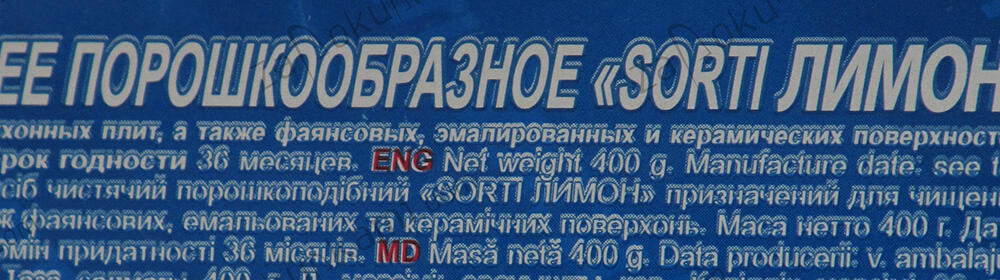 ЕЕ ПОРОШКООБРАЗНОЕ «SORTI ЛИМОН
хонных плит, а также фаянсовых, эмалированных и керамических поверхност
рок годности 36 месяцев. ENG Net weight 400 g. Manufacture date: see t
сіб чистячий порошкоподібний «SORTI ЛИМОН» призначений для чищен
ж фаянсових, емальованих та керамічних поверхонь. Маса нетто 400 г. Да
рмін придатності 36 місяців. MD Masă netă 400 g. Data producerii: v. ambalaj
400